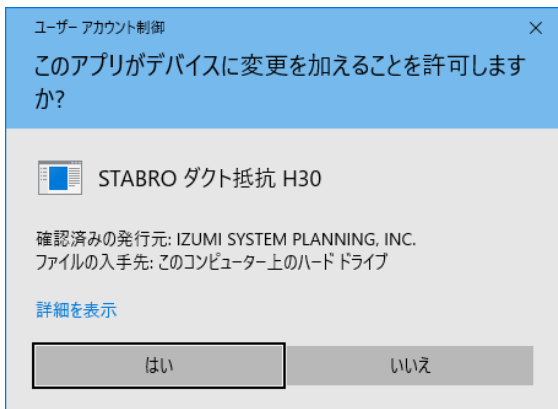 ユーザー アカウント制御
このアプリがデバイスに変更を加えることを許可します
か?
STABRO ダクト抵抗 H30
確認済みの発行元: IZUMI SYSTEM PLANNING, INC.
ファイルの入手先: このコンピューター上のハード ドライブ
詳細を表示
はい
いいえ